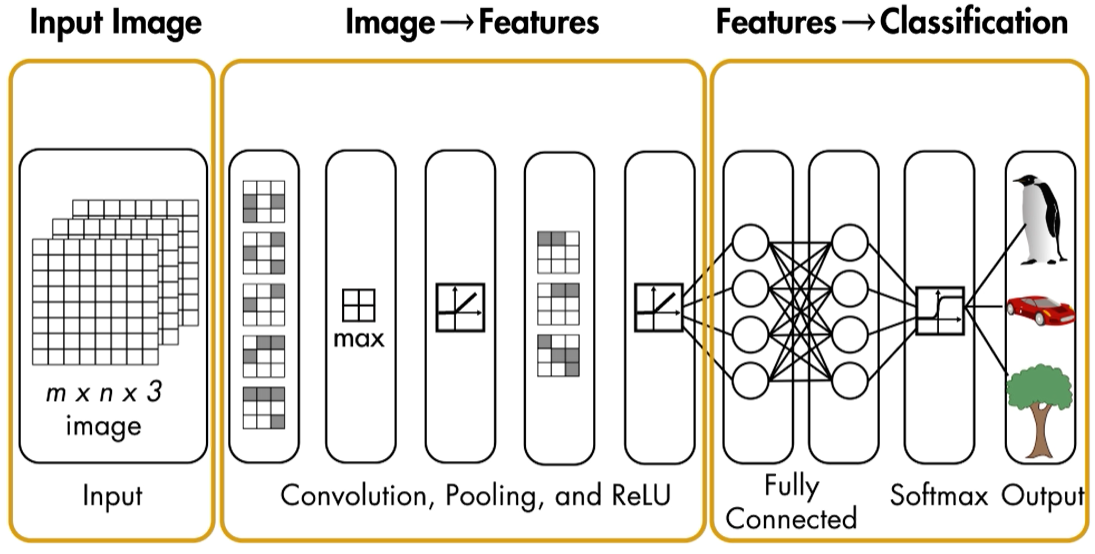 Input Image
Image→Features
Features→Classification
max
m x n x 3
image
Input
Convolution, Pooling, and ReLU
Fully
Connected
Softmax
Output